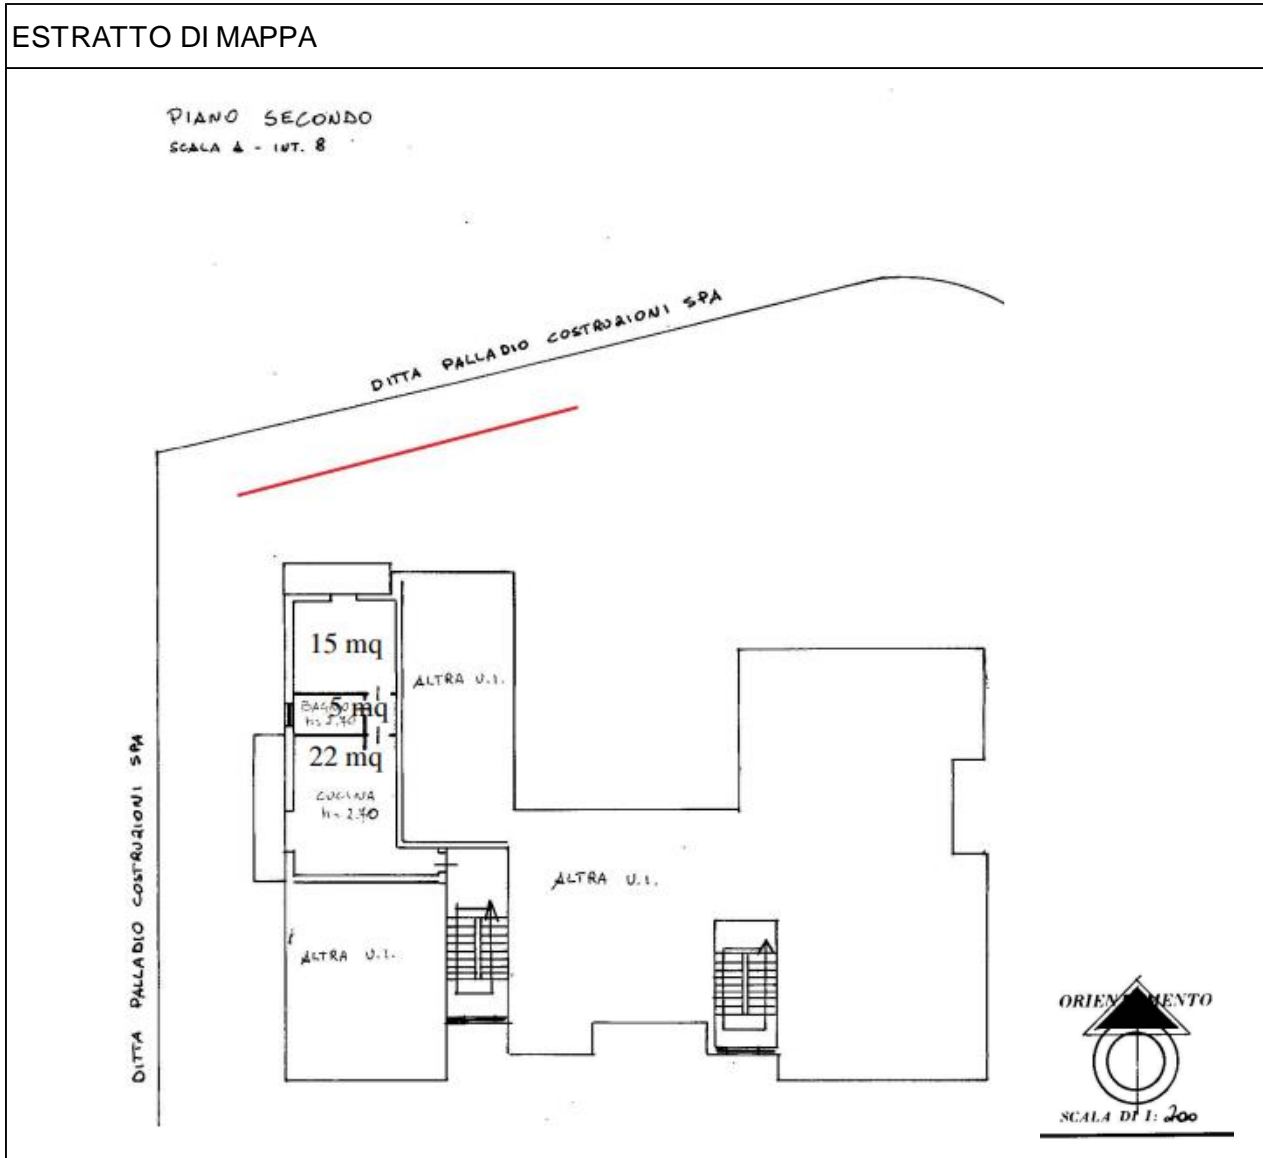 ESTRATTO DI MAPPA
PIANO SECONDO
SCALA A - INT. 8
DITTA PALLADIO COSTRUZIONI SPA
15 mq
ALTRA U.I.
BAGNO
5 mq
22 mq
CUCINA
h= 2.70
ALTRA U.I.
ALTRA U.I.
DITTA PALLADIO COSTRUZIONI SPA
ORIENTAMENTO
SCALA DI 1: 200